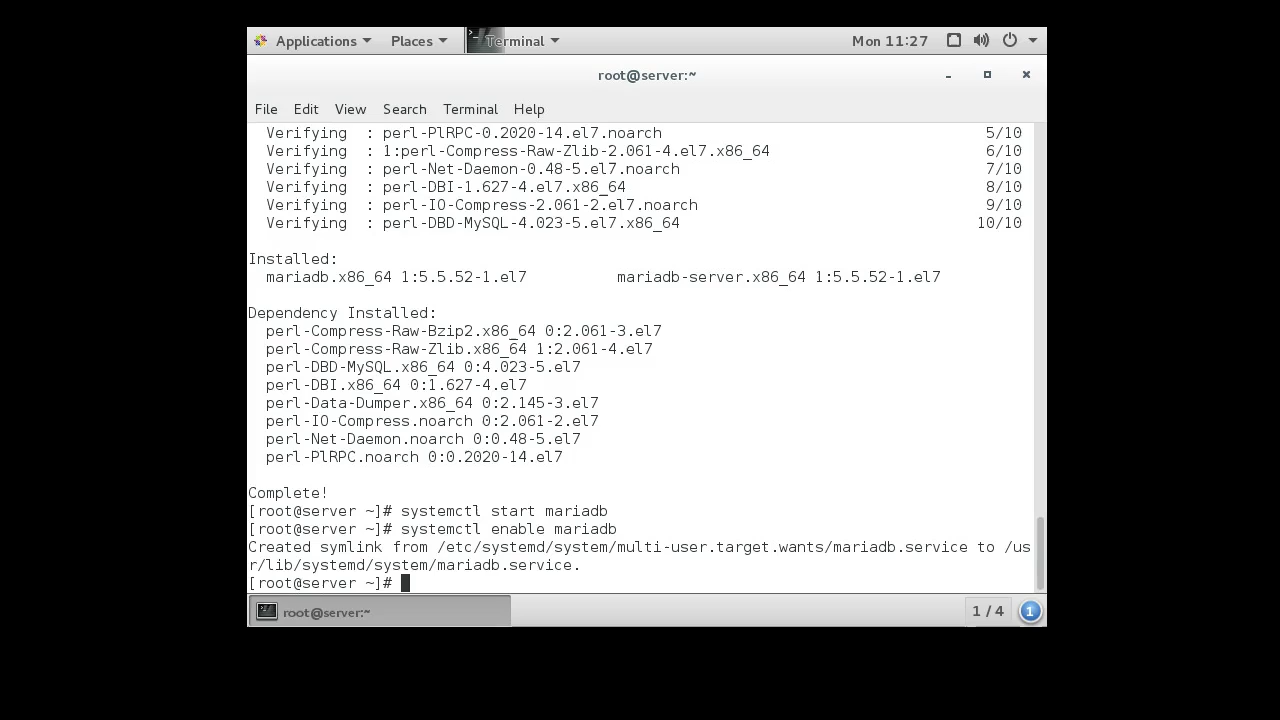 Applications Places Terminal Mon 11:27
root@server:~
File Edit View Search Terminal Help
Verifying : perl-PlRPC-0.2020-14.el7.noarch 5/10
Verifying : 1:perl-Compress-Raw-Zlib-2.061-4.el7.x86_64 6/10
Verifying : perl-Net-Daemon-0.48-5.el7.noarch 7/10
Verifying : perl-DBI-1.627-4.el7.x86_64 8/10
Verifying : perl-IO-Compress-2.061-2.el7.noarch 9/10
Verifying : perl-DBD-MySQL-4.023-5.el7.x86_64 10/10
Installed:
mariadb.x86_64 1:5.5.52-1.el7 mariadb-server.x86_64 1:5.5.52-1.el7
Dependency Installed:
perl-Compress-Raw-Bzip2.x86_64 0:2.061-3.el7
perl-Compress-Raw-Zlib.x86_64 1:2.061-4.el7
perl-DBD-MySQL.x86_64 0:4.023-5.el7
perl-DBI.x86_64 0:1.627-4.el7
perl-Data-Dumper.x86_64 0:2.145-3.el7
perl-IO-Compress.noarch 0:2.061-2.el7
perl-Net-Daemon.noarch 0:0.48-5.el7
perl-PlRPC.noarch 0:0.2020-14.el7
Complete!
[root@server ~]# systemctl start mariadb
[root@server ~]# systemctl enable mariadb
Created symlink from /etc/systemd/system/multi-user.target.wants/mariadb.service to /us
r/lib/systemd/system/mariadb.service.
[root@server ~]#
root@server:~ 1 / 4 1